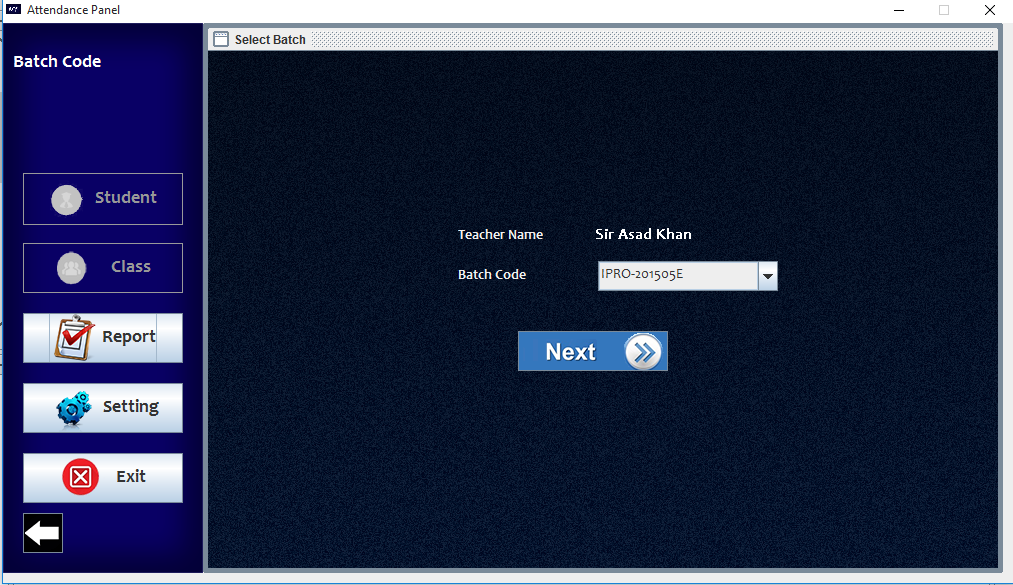 Attendance Panel
Batch Code
Student
Class
Report
Setting
Exit
Select Batch
Teacher Name Sir Asad Khan
Batch Code IPRO-201505E
Next